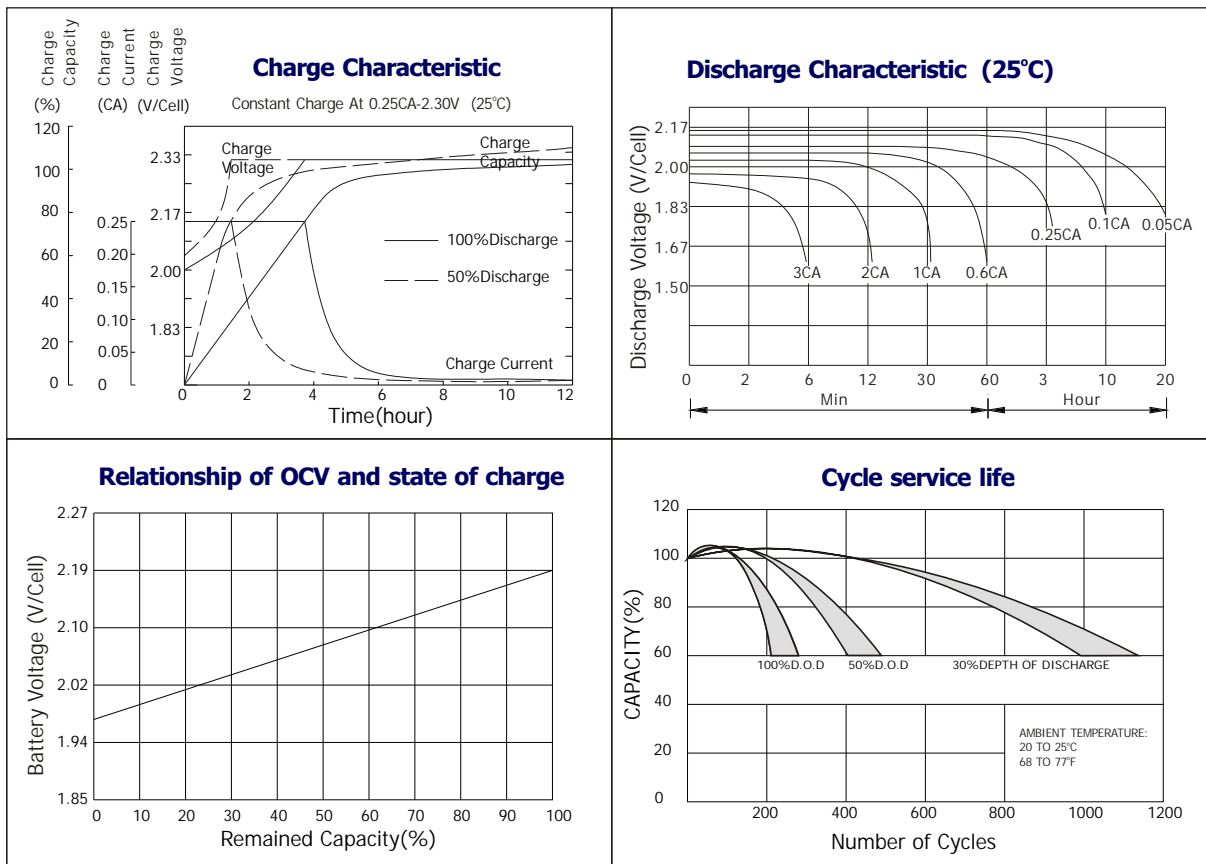 Charge
Capacity
Charge
Current
Charge
Voltage
(%)
(CA)
(V/Cell)
Charge Characteristic
Constant Charge At 0.25CA-2.30V (25°C)
120
100
80
60
40
20
0
0.25
0.20
0.15
0.10
0.05
0
2.33
2.17
2.00
1.83
Charge
Voltage
Charge
Capacity
100%Discharge
50%Discharge
Charge Current
0 2 4 6 8 10 12
Time(hour)
Discharge Characteristic (25°C)
Discharge Voltage (V/Cell)
2.17
2.00
1.83
1.67
1.50
3CA
2CA
1CA
0.6CA
0.25CA
0.1CA
0.05CA
0 2 6 12 30 60 3 10 20
Min
Hour
Relationship of OCV and state of charge
Battery Voltage (V/Cell)
2.27
2.19
2.10
2.02
1.94
1.85
0 10 20 30 40 50 60 70 80 90 100
Remained Capacity(%)
Cycle service life
CAPACITY(%)
120
100
80
60
40
20
0
100%D.O.D
50%D.O.D
30%DEPTH OF DISCHARGE
AMBIENT TEMPERATURE:
20 TO 25°C
68 TO 77°F
200 400 600 800 1000 1200
Number of Cycles